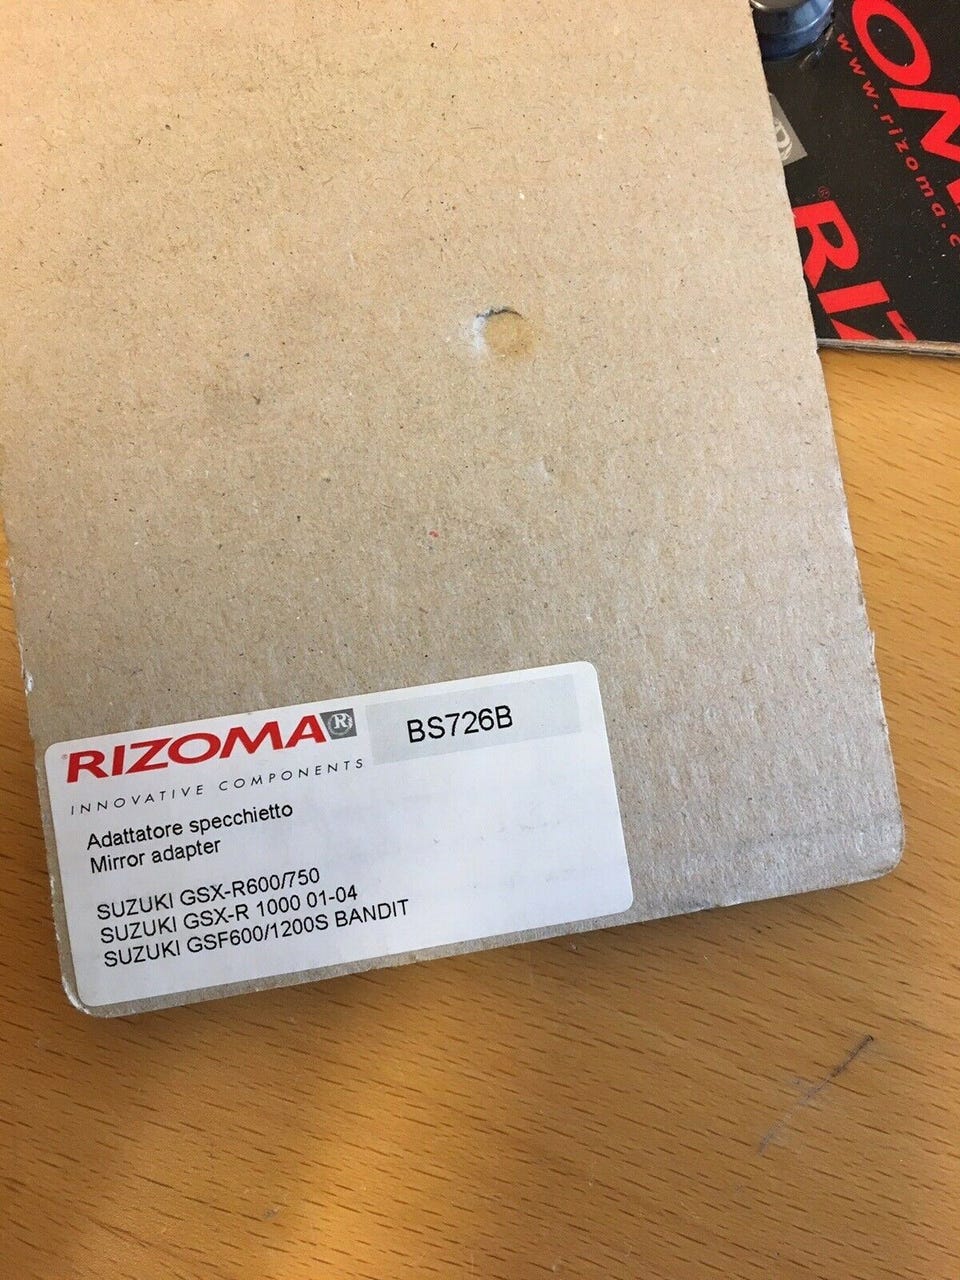 www.rizoma.c
RIZ
®RIZOMA®
BS726B
INNOVATIVE COMPONENTS
Adattatore specchietto
Mirror adapter
SUZUKI GSX-R600/750
SUZUKI GSX-R 1000 01-04
SUZUKI GSF600/1200S BANDIT